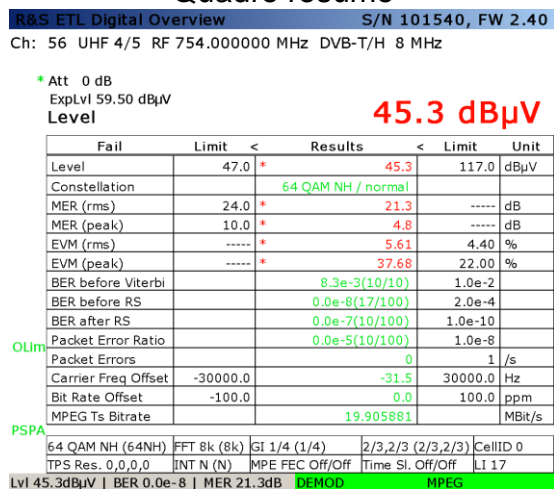 Quadro resumo
R&S ETL Digital Overview S/N 101540, FW 2.40
Ch: 56 UHF 4/5 RF 754.000000 MHz DVB-T/H 8 MHz
* Att 0 dB
ExpLvl 59.50 dBµV
Level 45.3 dBµV
Fail Limit < Results < Limit Unit
Level 47.0 * 45.3 117.0 dBµV
Constellation 64 QAM NH / normal
MER (rms) 24.0 * 21.3 ----- dB
MER (peak) 10.0 * 4.8 ----- dB
EVM (rms) ----- * 5.61 4.40 %
EVM (peak) ----- * 37.68 22.00 %
BER before Viterbi 8.3e-3(10/10) 1.0e-2
BER before RS 0.0e-8(17/100) 2.0e-4
BER after RS 0.0e-7(10/100) 1.0e-10
Packet Error Ratio 0.0e-5(10/100) 1.0e-8
OLim
Packet Errors 0 1 /s
Carrier Freq Offset -30000.0 -31.5 30000.0 Hz
Bit Rate Offset -100.0 0.0 100.0 ppm
MPEG Ts Bitrate 19.905881 MBit/s
PSPA
64 QAM NH (64NH) FFT 8k (8k) GI 1/4 (1/4) 2/3,2/3 (2/3,2/3) CellID 0
TPS Res. 0,0,0,0 INT N (N) MPE FEC Off/Off Time Sl. Off/Off LI 17
Lvl 45.3dBµV | BER 0.0e-8 | MER 21.3dB DEMOD MPEG